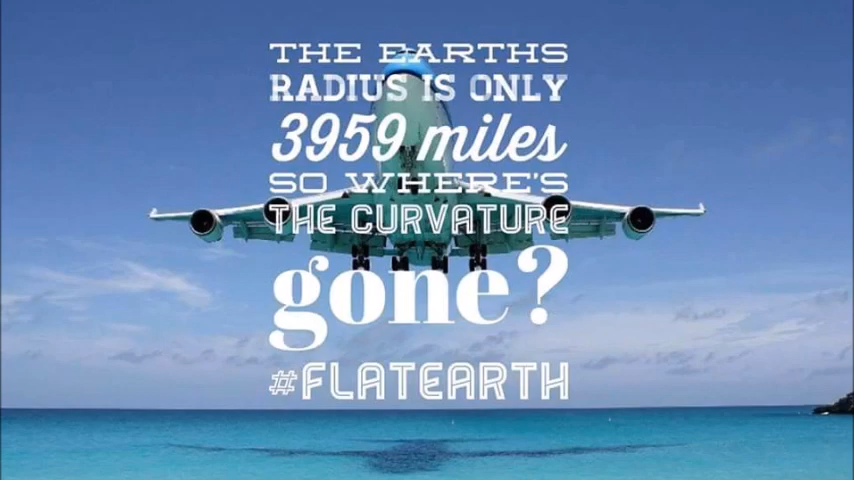 THE EARTHS
RADIUS IS ONLY
3959 miles
SO WHERE'S
THE CURVATURE
gone?
#FLATEARTH